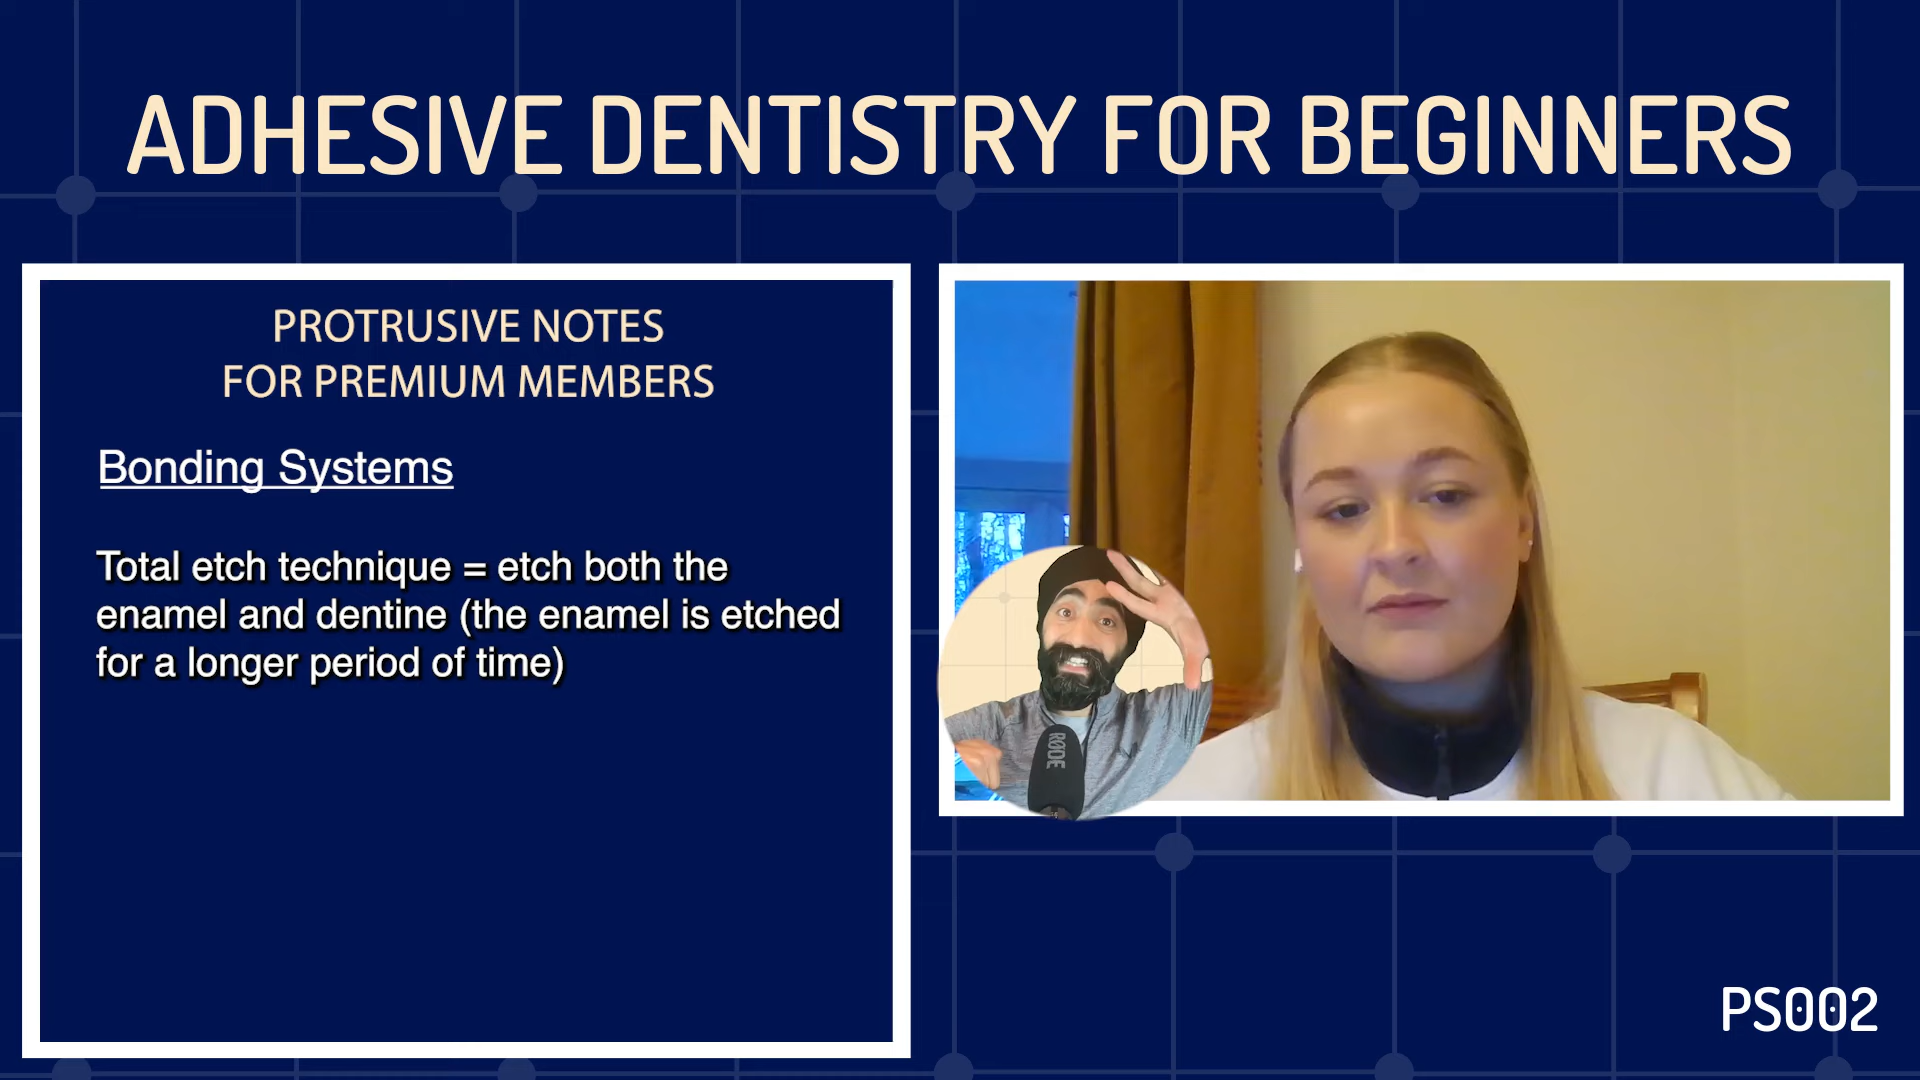 ADHESIVE DENTISTRY FOR BEGINNERS
PROTRUSIVE NOTES
FOR PREMIUM MEMBERS
Bonding Systems
Total etch technique = etch both the
enamel and dentine (the enamel is etched
for a longer period of time)
RØDE
PS002